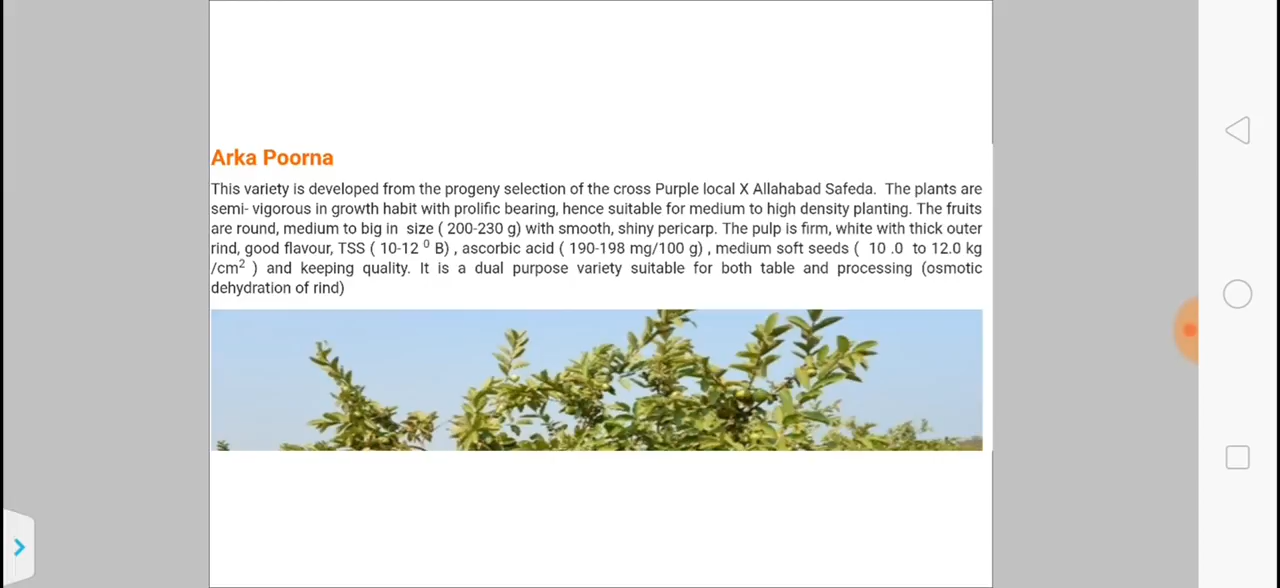 Arka Poorna
This variety is developed from the progeny selection of the cross Purple local X Allahabad Safeda. The plants are
semi- vigorous in growth habit with prolific bearing, hence suitable for medium to high density planting. The fruits
are round, medium to big in size ( 200-230 g) with smooth, shiny pericarp. The pulp is firm, white with thick outer
rind, good flavour, TSS ( 10-12 ⁰ B) , ascorbic acid ( 190-198 mg/100 g) , medium soft seeds ( 10 .0 to 12.0 kg
/cm² ) and keeping quality. It is a dual purpose variety suitable for both table and processing (osmotic
dehydration of rind)